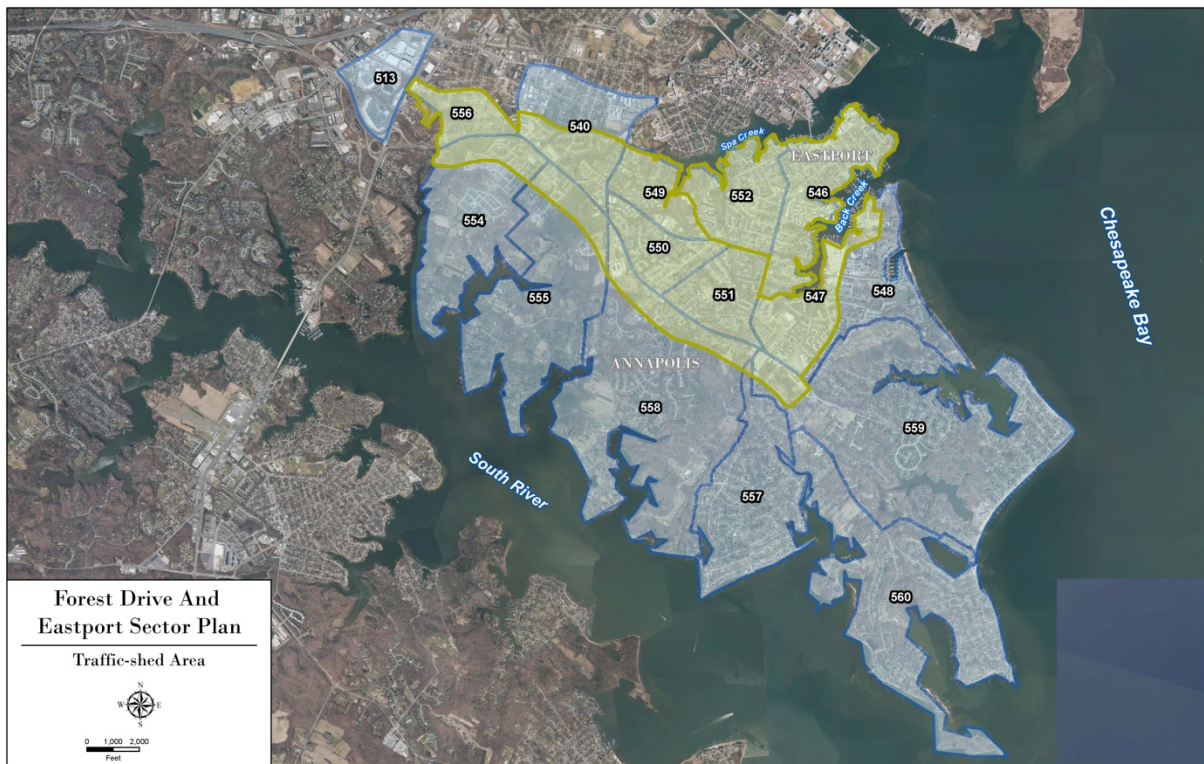 513
556
540
Spa Creek
EASTPORT
549
552
546
Back Creek
554
550
Chesapeake Bay
555
551
547
548
ANNAPOLIS
558
559
South River
557
560
Forest Drive And
Eastport Sector Plan
Traffic-shed Area
N
W
E
S
0 1,000 2,000
Feet